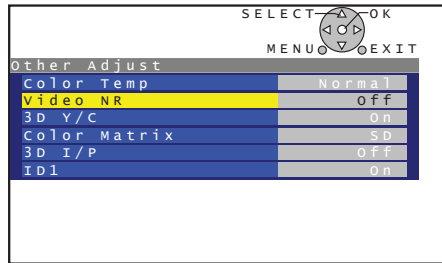 SELECT OK
MENU EXIT
Other Adjust
Color Temp Normal
Video NR Off
3D Y/C On
Color Matrix SD
3D I/P Off
ID1 On